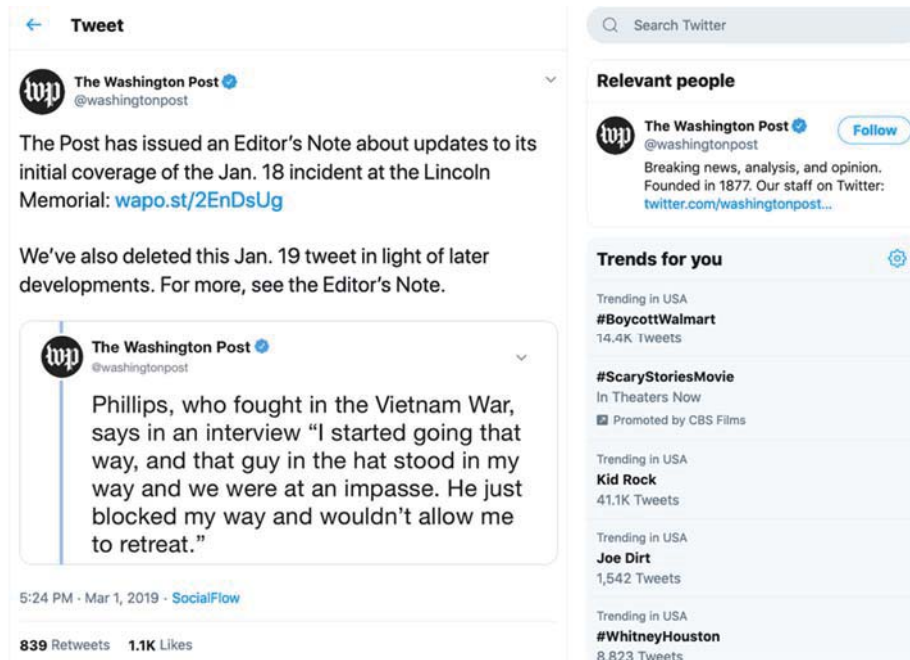 Tweet
The Washington Post
@washingtonpost
The Post has issued an Editor's Note about updates to its
initial coverage of the Jan. 18 incident at the Lincoln
Memorial: wapo.st/2EnDsUg
We've also deleted this Jan. 19 tweet in light of later
developments. For more, see the Editor's Note.
wp
The Washington Post
@washingtonpost
Phillips, who fought in the Vietnam War,
says in an interview “I started going that
way, and that guy in the hat stood in my
way and we were at an impasse. He just
blocked my way and wouldn't allow me
to retreat.”
5:24 PM · Mar 1, 2019 · SocialFlow
839 Retweets 1.1K Likes
Search Twitter
Relevant people
wp
The Washington Post
@washingtonpost
Follow
Breaking news, analysis, and opinion.
Founded in 1877. Our staff on Twitter:
twitter.com/washingtonpost...
Trends for you
Trending in USA
#BoycottWalmart
14.4K Tweets
#ScaryStoriesMovie
In Theaters Now
Promoted by CBS Films
Trending in USA
Kid Rock
41.1K Tweets
Trending in USA
Joe Dirt
1,542 Tweets
Trending in USA
#WhitneyHouston
8,823 Tweets